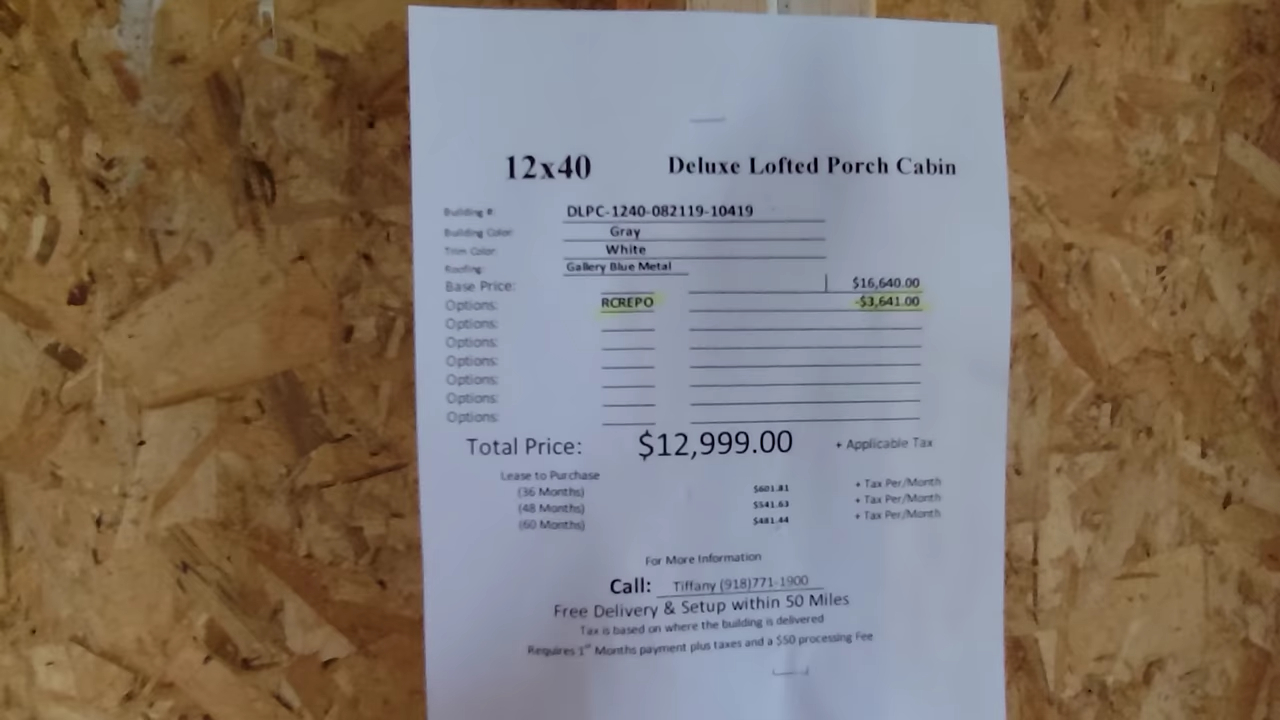 12x40 Deluxe Lofted Porch Cabin
Building #: DLPC-1240-082119-10419
Building Color: Gray
Trim Color: White
Roofing: Gallery Blue Metal
Base Price: $16,640.00
Options: RCREPO -$3,641.00
Options:
Options:
Options:
Options:
Options:
Options:
Total Price: $12,999.00 + Applicable Tax
Lease to Purchase
(36 Months) $601.81 + Tax Per/Month
(48 Months) $541.63 + Tax Per/Month
(60 Months) $481.44 + Tax Per/Month
For More Information
Call: Tiffany (918)771-1900
Free Delivery & Setup within 50 Miles
Tax is based on where the building is delivered
Requires 1st Months payment plus taxes and a $50 processing Fee